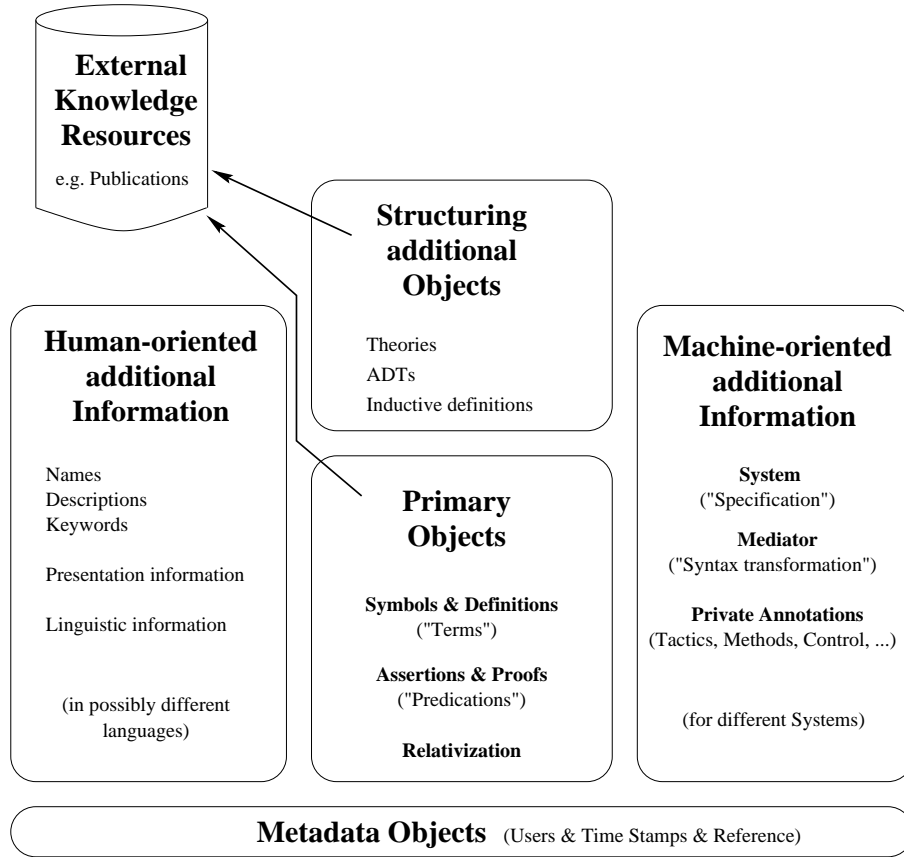 External
Knowledge
Resources
e.g. Publications
Structuring
additional
Objects
Theories
ADTs
Inductive definitions
Human-oriented
additional
Information
Names
Descriptions
Keywords
Presentation information
Linguistic information
(in possibly different
languages)
Primary
Objects
Symbols & Definitions
("Terms")
Assertions & Proofs
("Predications")
Relativization
Machine-oriented
additional
Information
System
("Specification")
Mediator
("Syntax transformation")
Private Annotations
(Tactics, Methods, Control, ...)
(for different Systems)
Metadata Objects (Users & Time Stamps & Reference)